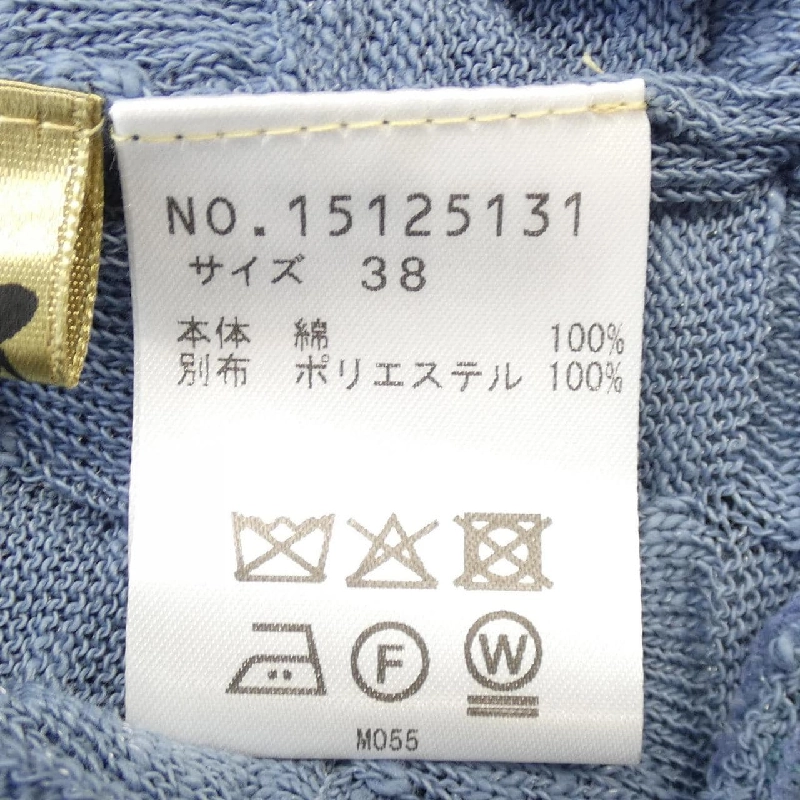 NO.15125131
サイズ 38
本体 綿 100%
別布 ポリエステル 100%
F W
M055